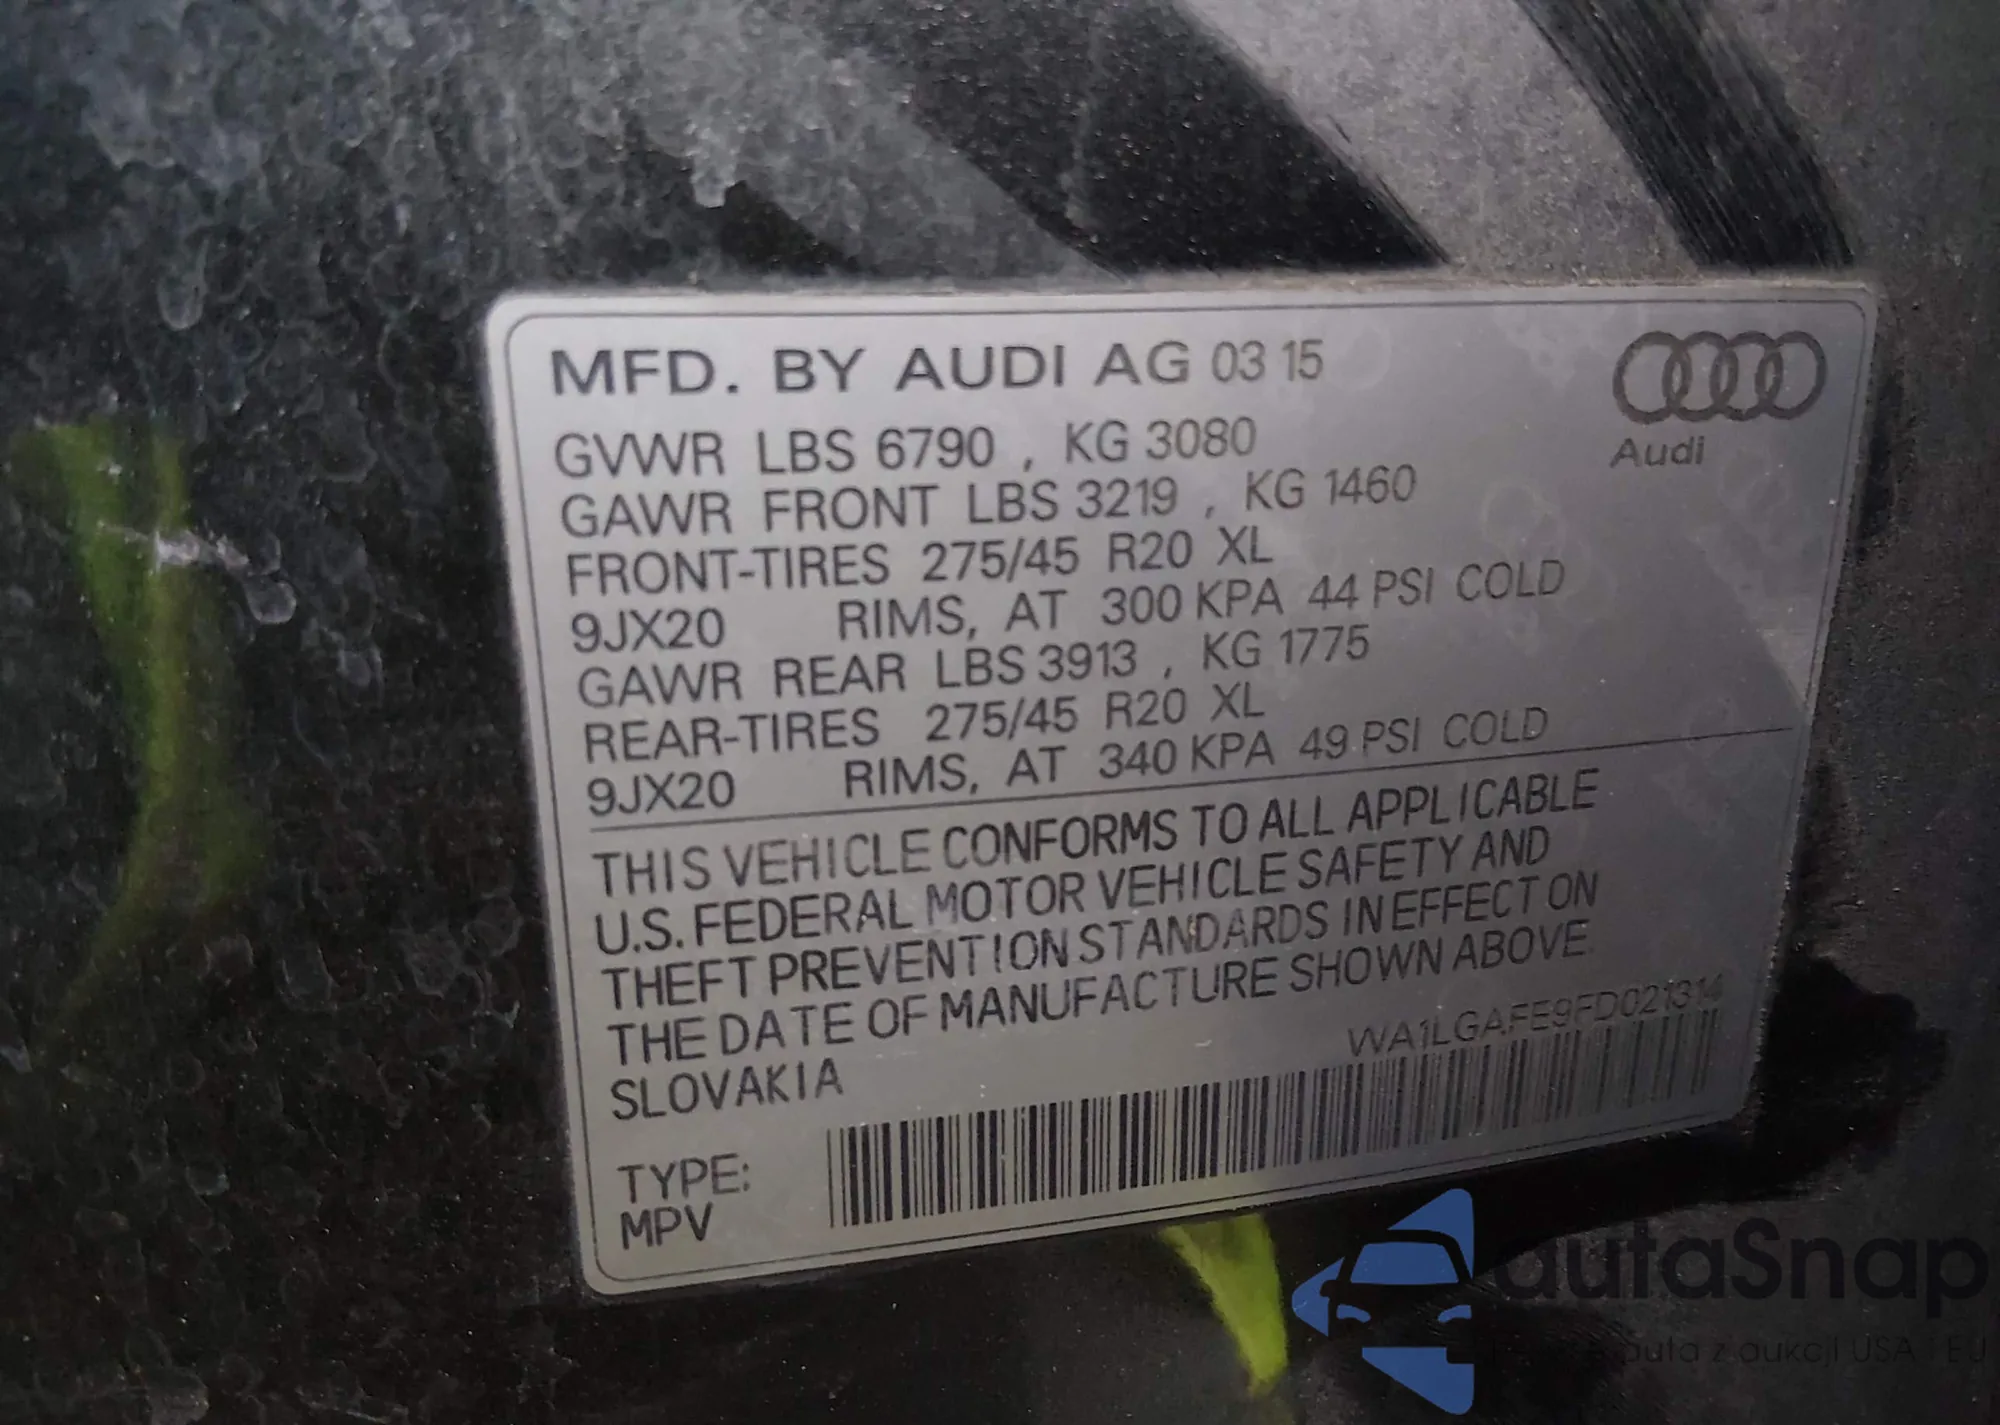 MFD. BY AUDI AG 03 15
Audi
GVWR LBS 6790 , KG 3080
GAWR FRONT LBS 3219 , KG 1460
FRONT-TIRES 275/45 R20 XL
9JX20 RIMS, AT 300 KPA 44 PSI COLD
GAWR REAR LBS 3913 , KG 1775
REAR-TIRES 275/45 R20 XL
9JX20 RIMS, AT 340 KPA 49 PSI COLD
THIS VEHICLE CONFORMS TO ALL APPLICABLE
U.S. FEDERAL MOTOR VEHICLE SAFETY AND
THEFT PREVENTION STANDARDS IN EFFECT ON
THE DATE OF MANUFACTURE SHOWN ABOVE.
SLOVAKIA
WA1LGAFE9FD021314
TYPE:
MPV
autaSnap
auta z aukcji USA i EU